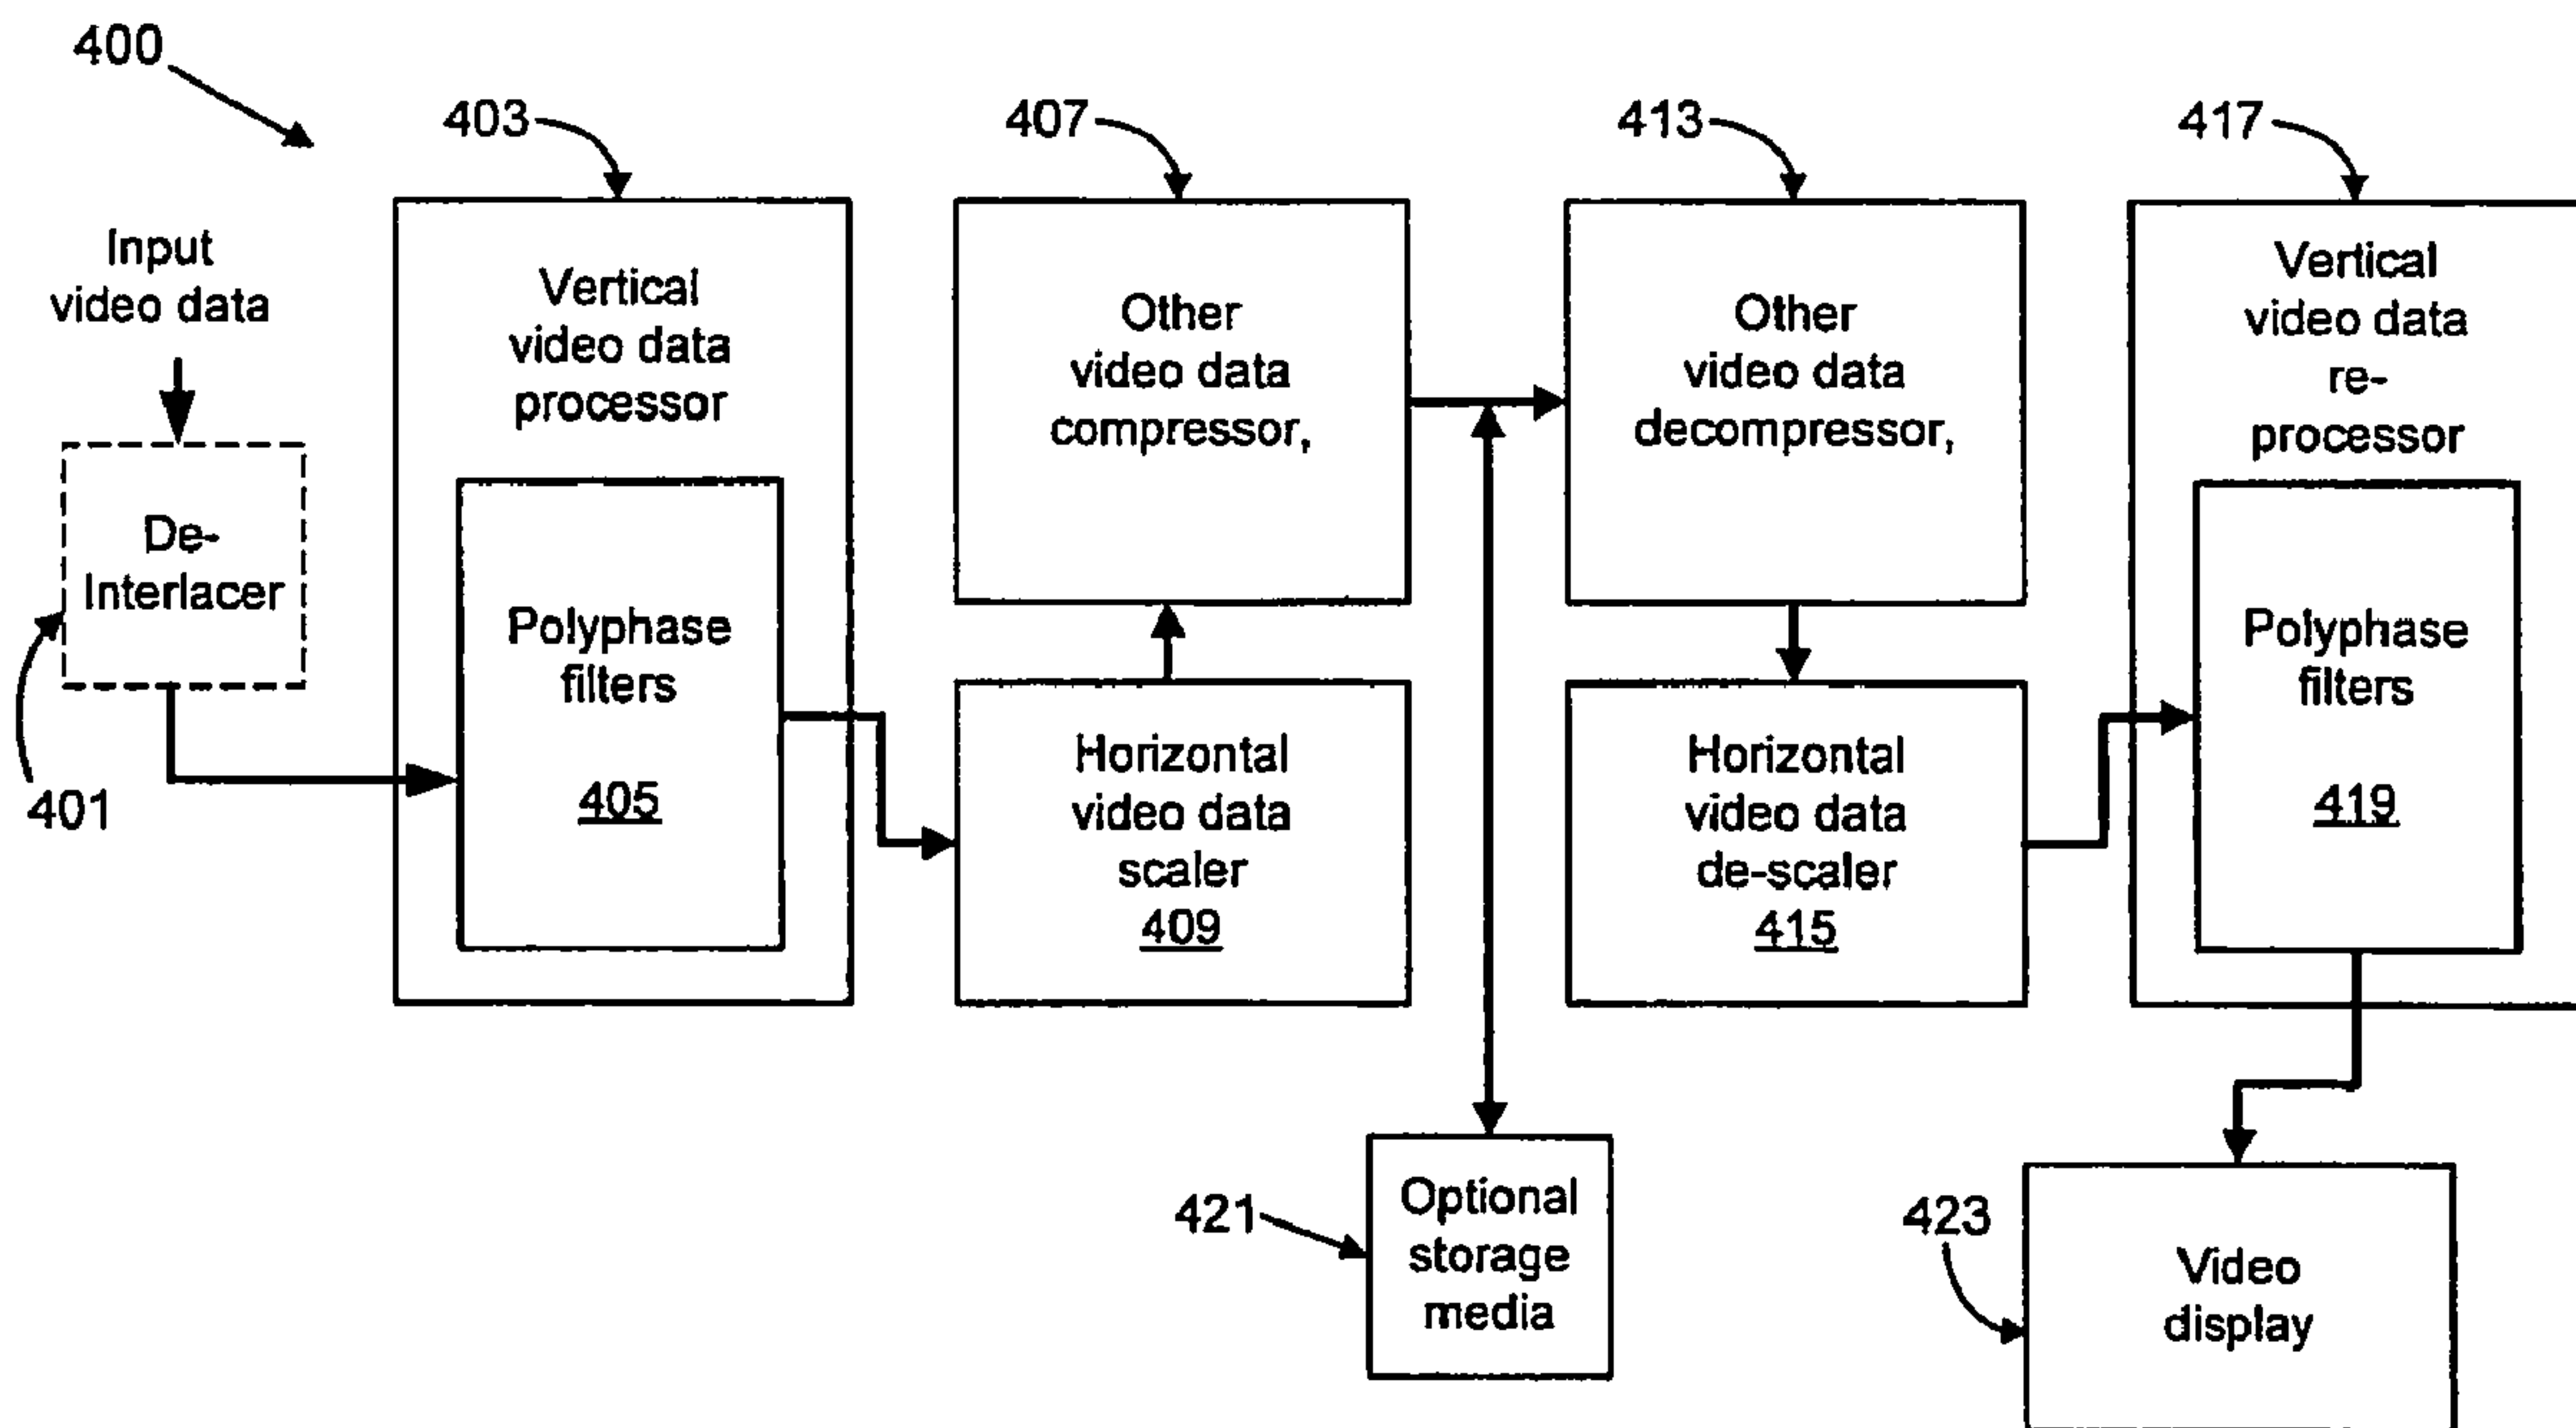 400
403
407
413
417
Input
video data
De-
Interlacer
401
Vertical
video data
processor
Polyphase
filters
405
Other
video data
compressor,
Horizontal
video data
scaler
409
Other
video data
decompressor,
Horizontal
video data
de-scaler
415
Vertical
video data
re-
processor
Polyphase
filters
419
421
Optional
storage
media
423
Video
display